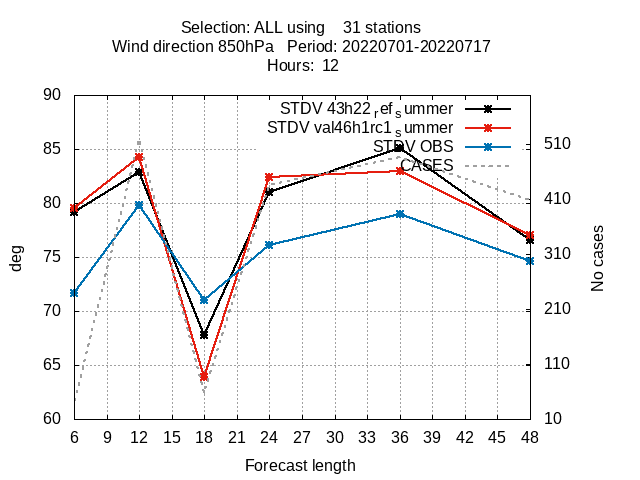 Selection: ALL using    31 stations
Wind direction 850hPa   Period: 20220701-20220717
Hours:  12
STDV 43h22_ref_summer
STDV val46h1rc1_summer
STDV OBS
CASES
90
85
80
75
70
65
60
deg
510
410
310
210
110
10
No cases
6 9 12 15 18 21 24 27 30 33 36 39 42 45 48
Forecast length